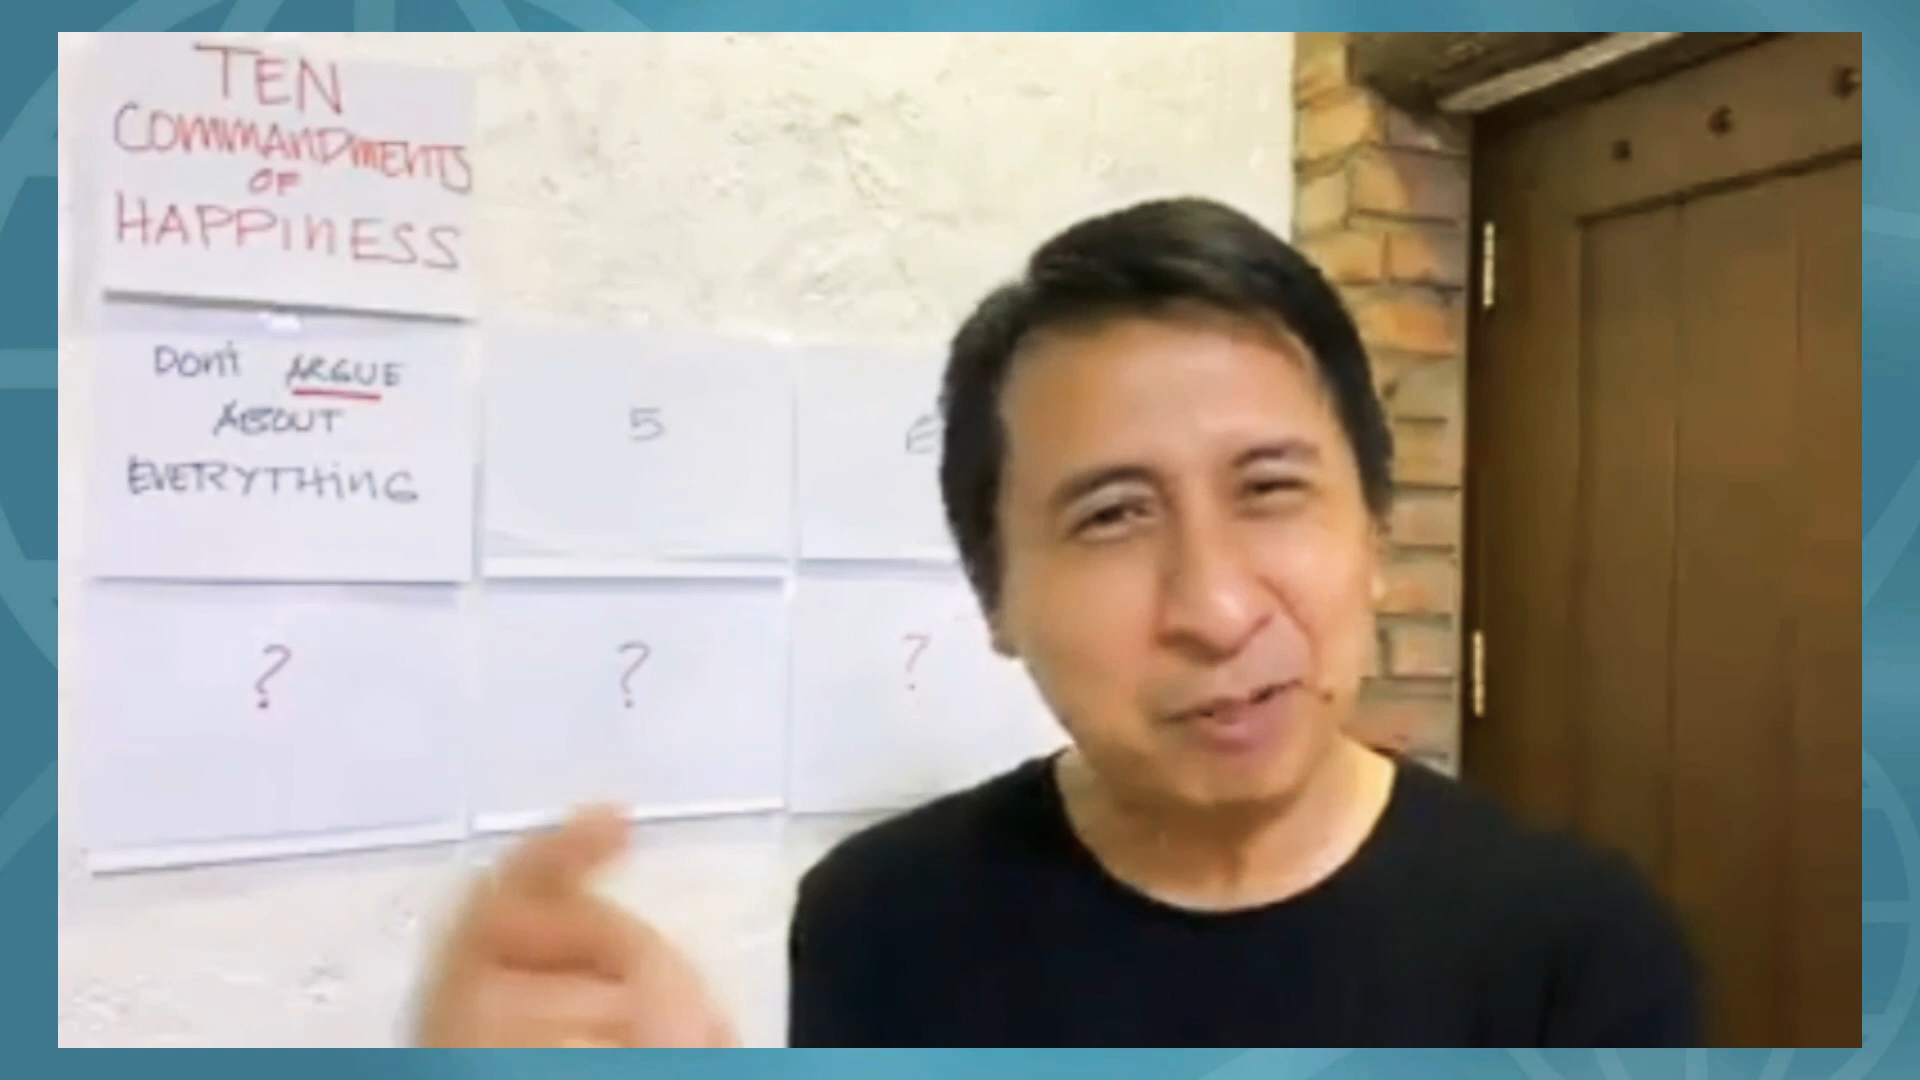 TEN
COMMANDMENTS
OF
HAPPINESS
Don't ARGUE
ABOUT
EVERYTHING
5
?
?
?